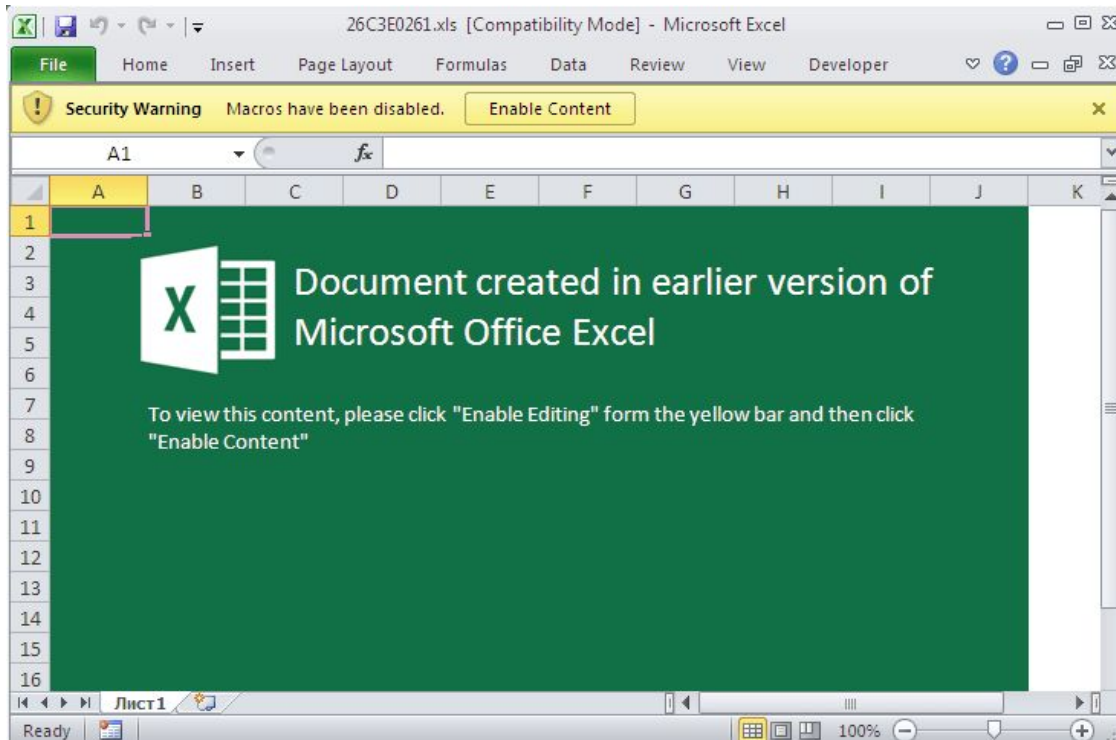 26C3E0261.xls [Compatibility Mode] - Microsoft Excel
File Home Insert Page Layout Formulas Data Review View Developer
Security Warning Macros have been disabled. Enable Content
A1 fx
A B C D E F G H I J K
1
2
3
4
5
6
7
8
9
10
11
12
13
14
15
16
X
Document created in earlier version of
Microsoft Office Excel
To view this content, please click "Enable Editing" form the yellow bar and then click
"Enable Content"
Лист1
Ready 100%